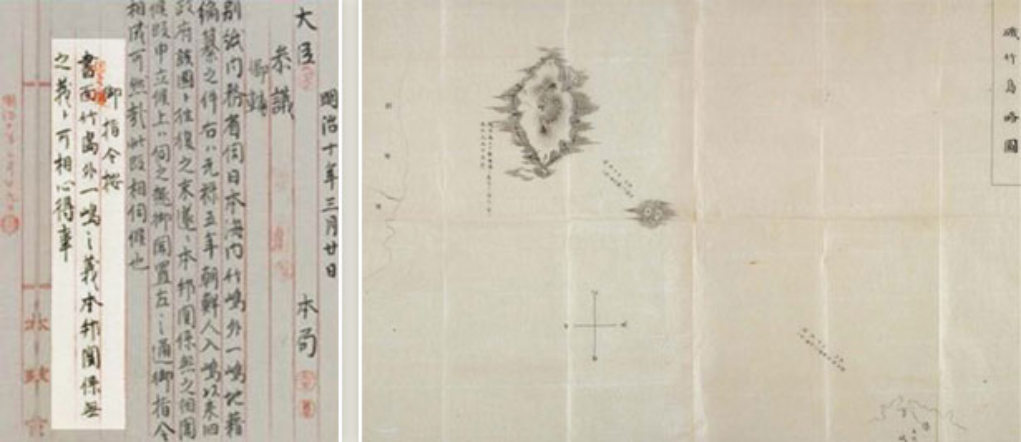 明治十年三月廿日
大臣 本局
参議
卿輔
別紙内務省伺日本海内竹嶋外一嶋地籍
編纂之件右ハ元禄五年朝鮮人入嶋以来旧
政府該国ト往復之末遂ニ本邦関係無之相聞
候段申立候上ハ伺之趣御聞置左之通御指令
相成可然哉此段相伺候也
御指令按
書面竹島外一嶋之義本邦関係無
之義ト可相心得事
太政官
磯竹島略圖